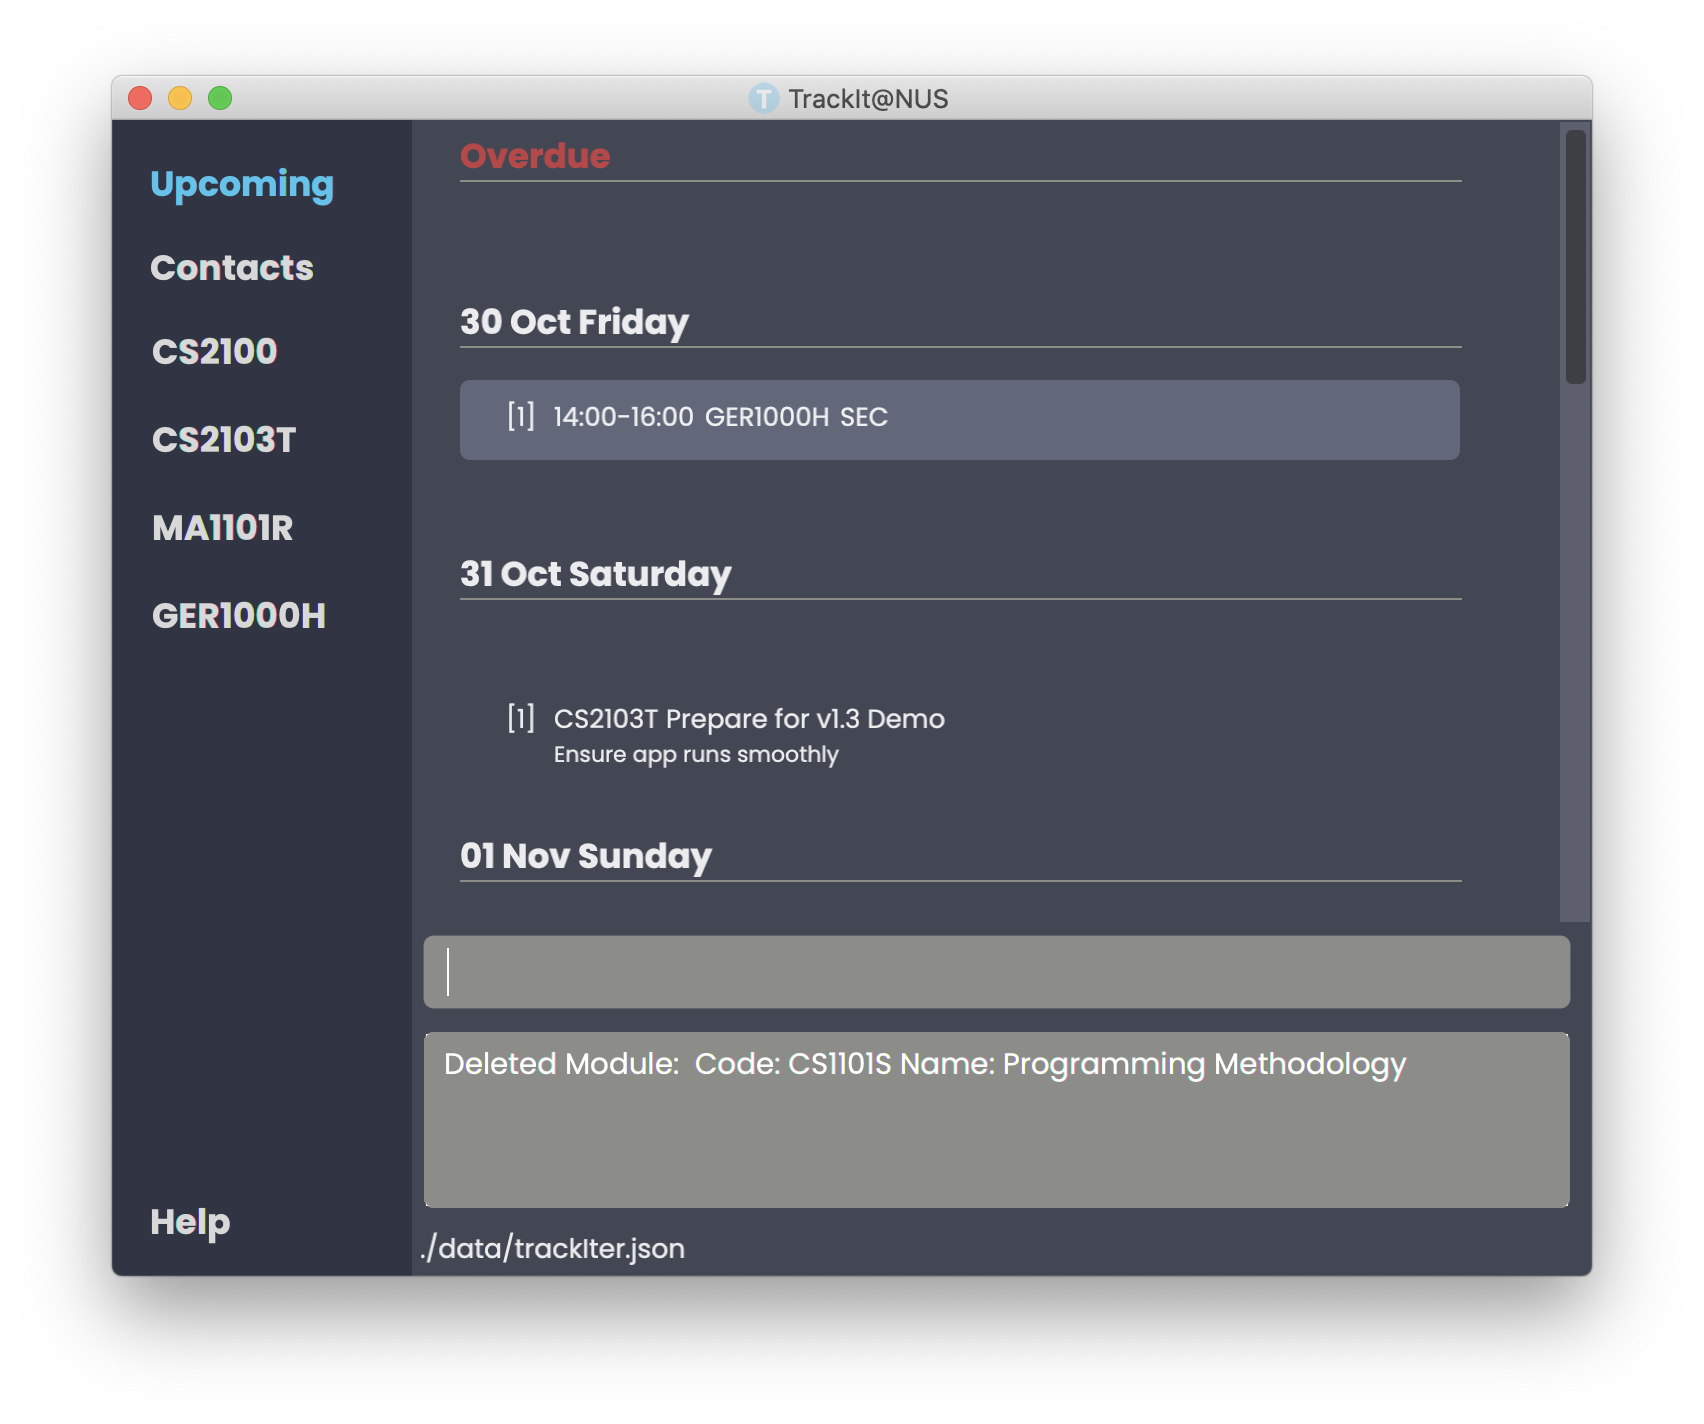 T TrackIt@NUS
Upcoming
Contacts
CS2100
CS2103T
MA1101R
GER1000H
Help
Overdue
30 Oct Friday
[1] 14:00-16:00 GER1000H SEC
31 Oct Saturday
[1] CS2103T Prepare for v1.3 Demo
Ensure app runs smoothly
01 Nov Sunday
Deleted Module: Code: CS1101S Name: Programming Methodology
./data/trackIter.json